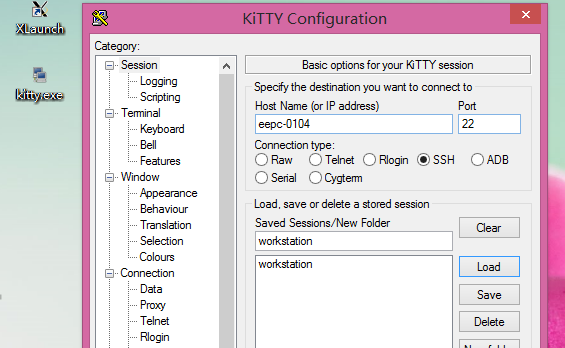 XLaunch
kitty.exe
KiTTY Configuration
Category:
Session
Logging
Scripting
Terminal
Keyboard
Bell
Features
Window
Appearance
Behaviour
Translation
Selection
Colours
Connection
Data
Proxy
Telnet
Rlogin
Basic options for your KiTTY session
Specify the destination you want to connect to
Host Name (or IP address) Port
eepc-0104 22
Connection type:
Raw Telnet Rlogin SSH ADB
Serial Cygterm
Load, save or delete a stored session
Saved Sessions/New Folder
workstation
Clear
workstation
Load
Save
Delete
New folder